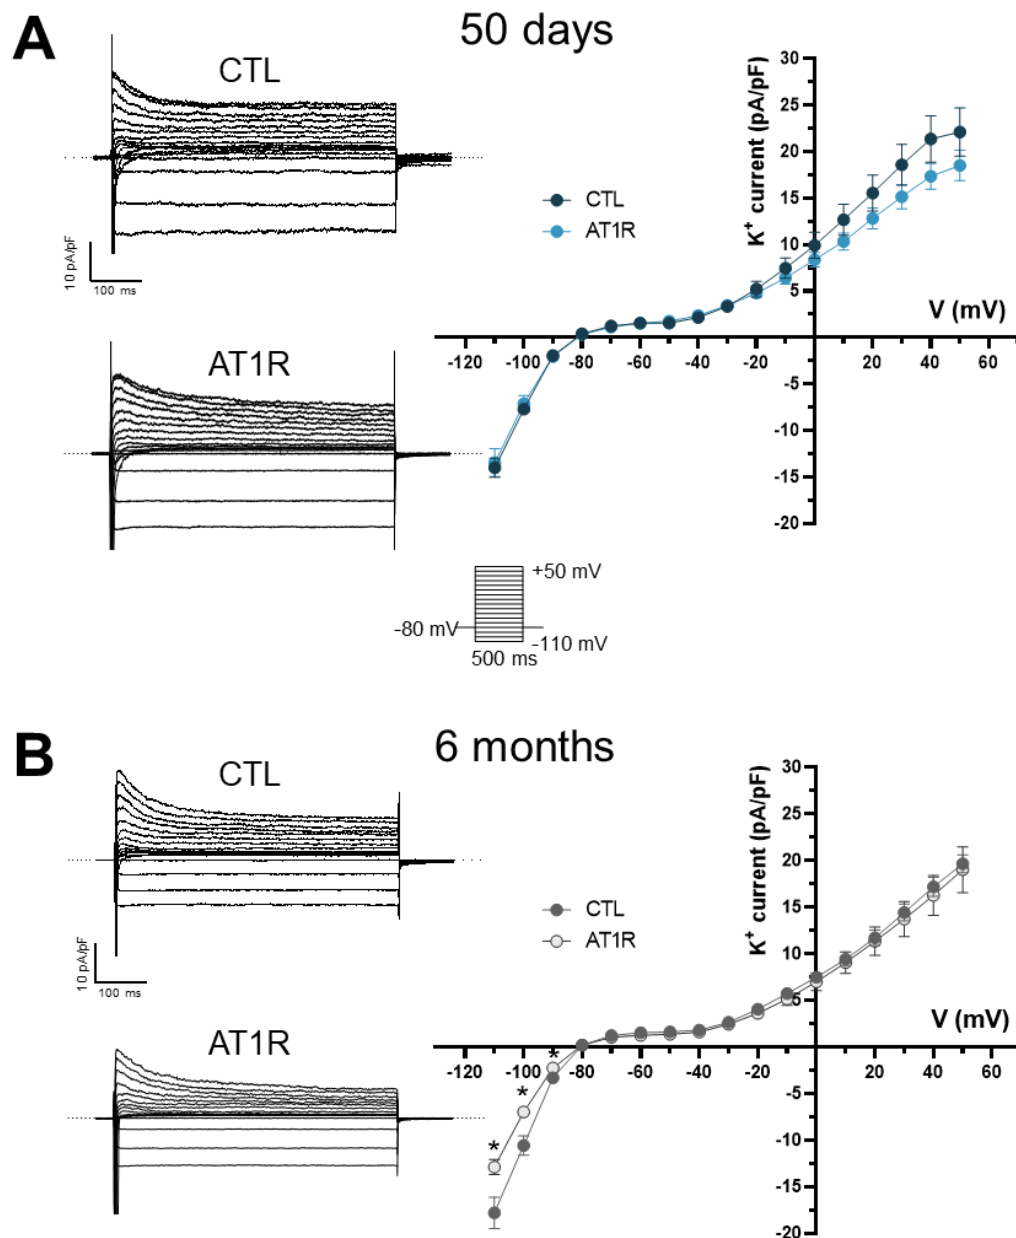 A
50 days
CTL
10 pA/pF
100 ms
AT1R
K+ current (pA/pF)
30
25
20
15
10
5
-5
-10
-15
-20
CTL
AT1R
V (mV)
-120 -100 -80 -60 -40 -20 20 40 60
+50 mV
-80 mV
-110 mV
500 ms
B
6 months
CTL
10 pA/pF
100 ms
AT1R
K+ current (pA/pF)
30
25
20
15
10
5
-5
-10
-15
-20
CTL
AT1R
V (mV)
-120 -100 -80 -60 -40 -20 20 40 60
*
*
*